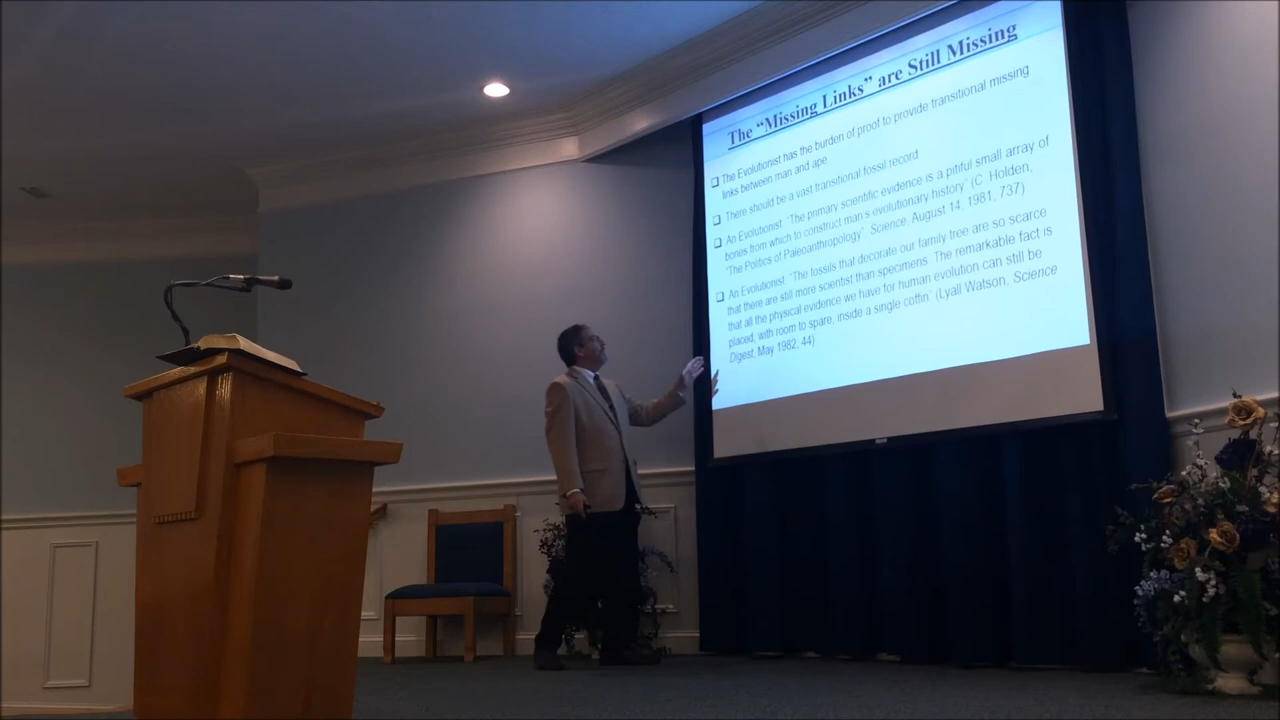 The “Missing Links” are Still Missing
The Evolutionist has the burden of proof to provide transitional missing
links between man and ape.
There should be a vast transitional fossil record
An Evolutionist: “The primary scientific evidence is a pitiful small array of
bones from which to construct man's evolutionary history” (C. Holden,
“The Politics of Paleoanthropology”. Science, August 14, 1981, 737)
An Evolutionist: “The fossils that decorate our family tree are so scarce
that there are still more scientist than specimens. The remarkable fact is
that all the physical evidence we have for human evolution can still be
placed, with room to spare, inside a single coffin” (Lyall Watson, Science
Digest, May 1982, 44)